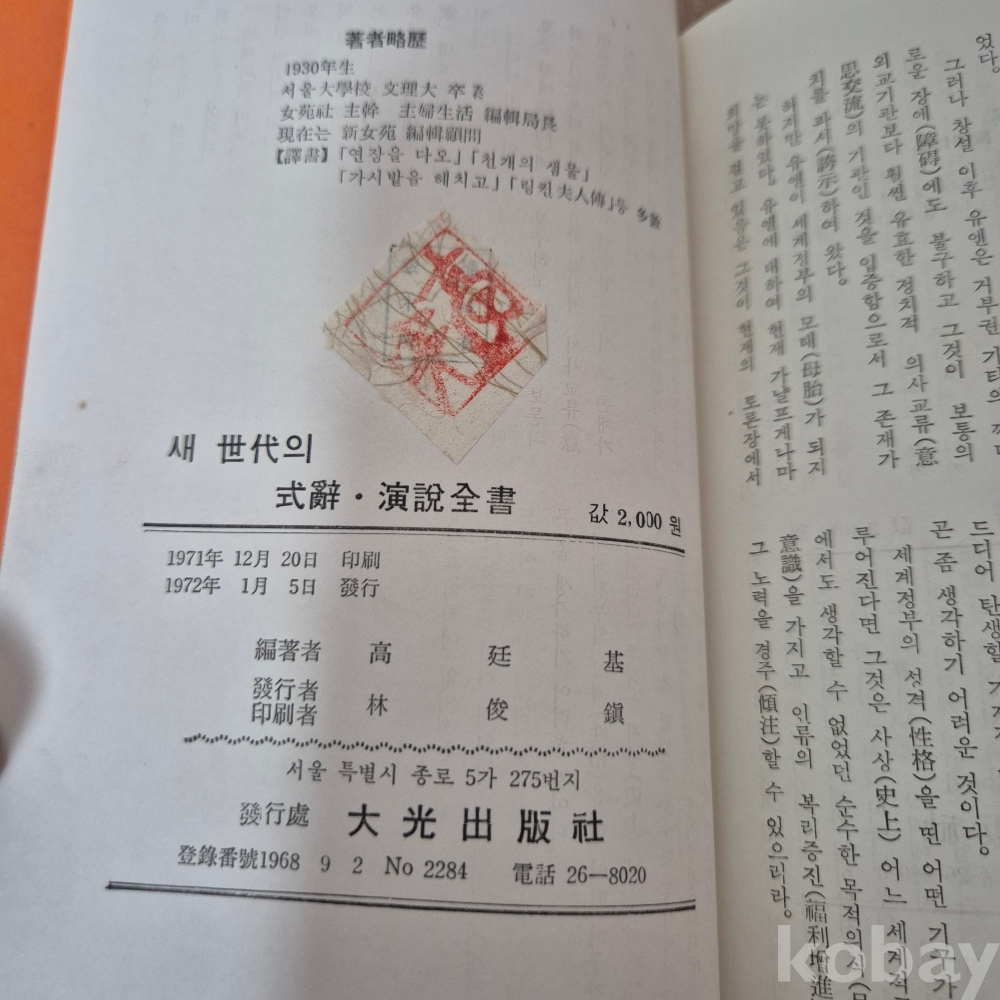 著者略歷
1930年生
서울大學校 文理大 卒業
女苑社 主幹 主婦生活 編輯局長
現在는 新女苑 編輯顧問
【譯書】「연장을 다오」「천개의 샘물」
「가시밭을 헤치고」「링컨夫人傳」등 多數
새 世代의
式辭・演說全書 값 2,000 원
1971年 12月 20日 印刷
1972年 1月 5日 發行
編著者 高廷基
發行者
印刷者 林俊鎭
서울 특별시 종로 5가 275번지
發行處 大光出版社
登錄番號1968 9 2 No 2284 電話 26—8020
었다.
그러나 창설 이후 유엔은 거부권 기타의
로운 장에(障碍)에도 불구하고 그것이 보통의
외교기관보다 훨씬 유효한 정치적 의사교류(意
思交流)의 기관인 것을 입증함으로서 그 존재가
치를 과시(誇示)하여 왔다.
하지만 유엔이 세계정부의 모태(母胎)가 되지
는 못하였다. 유엔에 대하여 현재 가냘프게나마
희망을 걸고 있음은 그것이 현재의 토론장에서
드디어 탄생할
곤 좀 생각하기 어려운 것이다.
세계정부의 성격(性格)을 띤 어떤 기구가
루어진다면 그것은 사상(史上) 어느 세계적
에서도 생각할 수 없었던 순수한 목적의식(目
意識)을 가지고 인류의 복리증진(福利增進
그 노력을 경주(傾注)할 수 있으리라.
kobay